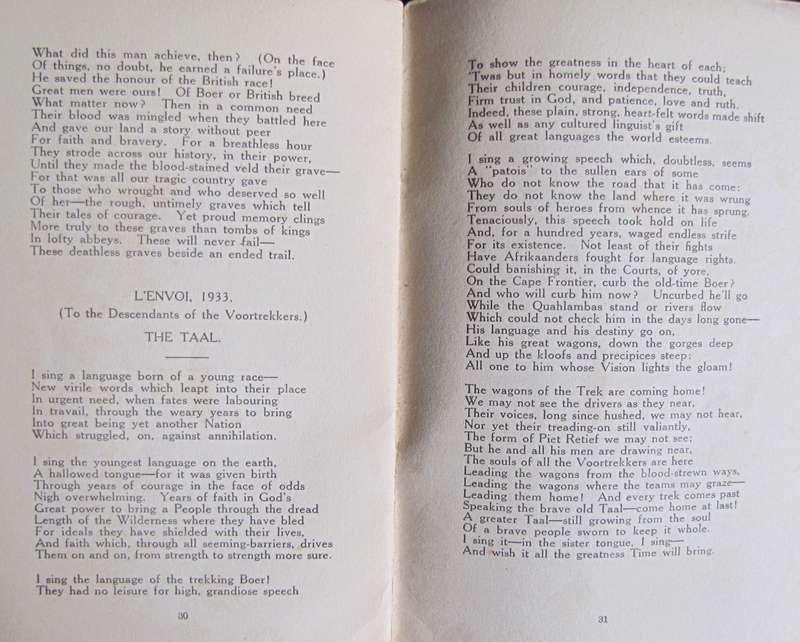 What did this man achieve, then? (On the face
Of things, no doubt, he earned a failure's place.)
He saved the honour of the British race!
Great men were ours! Of Boer or British breed
What matter now? Then in a common need
Their blood was mingled when they battled here
And gave our land a story without peer
For faith and bravery. For a breathless hour
They strode across our history, in their power,
Until they made the blood-stained veld their grave—
For that was all our tragic country gave
To those who wrought and who deserved so well
Of her—the rough, untimely graves which tell
Their tales of courage. Yet proud memory clings
More truly to these graves than tombs of kings
In lofty abbeys. These will never fail—
These deathless graves beside an ended trail.
L'ENVOI, 1933.
(To the Descendants of the Voortrekkers.)
THE TAAL.
I sing a language born of a young race—
New virile words which leapt into their place
In urgent need, when fates were labouring
In travail, through the weary years to bring
Into great being yet another Nation
Which struggled, on, against annihilation.
I sing the youngest language on the earth,
A hallowed tongue—for it was given birth
Through years of courage in the face of odds
Nigh overwhelming. Years of faith in God's
Great power to bring a People through the dread
Length of the Wilderness where they have bled
For ideals they have shielded with their lives,
And faith which, through all seeming-barriers, drives
Them on and on, from strength to strength more sure.
I sing the language of the trekking Boer!
They had no leisure for high, grandiose speech
30
To show the greatness in the heart of each;
'Twas but in homely words that they could teach
Their children courage, independence, truth,
Firm trust in God, and patience, love and ruth.
Indeed, these plain, strong, heart-felt words made shift
As well as any cultured linguist's gift
Of all great languages the world esteems.
I sing a growing speech which, doubtless, seems
A "patois" to the sullen ears of some
Who do not know the road that it has come:
They do not know the land where it was wrung
From souls of heroes from whence it has sprung.
Tenaciously, this speech took hold on life
And, for a hundred years, waged endless strife
For its existence. Not least of their fights
Have Afrikaanders fought for language rights.
Could banishing it, in the Courts, of yore,
On the Cape Frontier, curb the old-time Boer?
And who will curb him now? Uncurbed he'll go
While the Quahlambas stand or rivers flow
Which could not check him in the days long gone—
His language and his destiny go on,
Like his great wagons, down the gorges deep
And up the kloofs and precipices steep:
All one to him whose Vision lights the gloam!
The wagons of the Trek are coming home!
We may not see the drivers as they near,
Their voices, long since hushed, we may not hear,
Nor yet their treading-on still valiantly,
The form of Piet Retief we may not see;
But he and all his men are drawing near,
The souls of all the Voortrekkers are here
Leading the wagons from the blood-strewn ways,
Leading the wagons where the teams may graze—
Leading them home! And every trek comes past
Speaking the brave old Taal—come home at last!
A greater Taal—still growing from the soul
Of a brave people sworn to keep it whole.
I sing it—in the sister tongue, I sing—
And wish it all the greatness Time will bring.
31